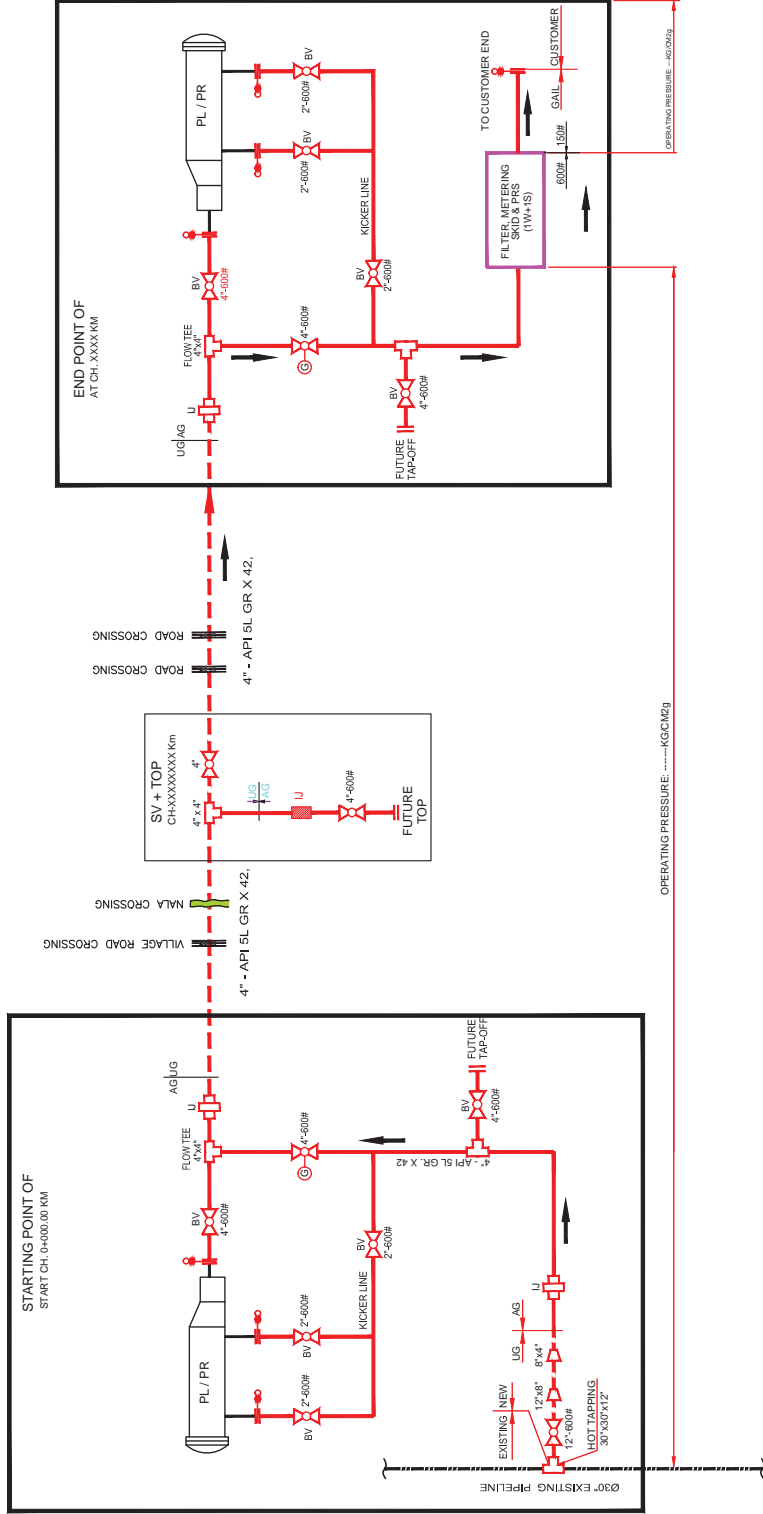 STARTING POINT OF
START CH. 0+000.00 KM
PL / PR
BV
4"-600#
FLOW TEE
4"x4"
IJ
AG
UG
2"-600#
BV
2"-600#
BV
KICKER LINE
BV
2"-600#
G
4"-600#
4" - API 5L GR. X 42
BV
4"-600#
FUTURE
TAP-OFF
Ø30" EXISTING PIPELINE
EXISTING
NEW
12"-600#
HOT TAPPING
30"x30"x12"
12"x8"
8"x4"
UG
AG
IJ
VILLAGE ROAD CROSSING
NALA CROSSING
4" - API 5L GR X 42,
SV + TOP
CH-XXXXXXXX Km
4" x 4"
4"
UG
AG
IJ
4"-600#
FUTURE
TOP
ROAD CROSSING
ROAD CROSSING
4" - API 5L GR X 42,
END POINT OF
AT CH. XXXX KM
UG
AG
IJ
FLOW TEE
4"x4"
BV
4"-600#
PL / PR
BV
2"-600#
BV
2"-600#
KICKER LINE
BV
2"-600#
G
4"-600#
BV
4"-600#
FUTURE
TAP-OFF
FILTER, METERING
SKID & PRS
(1W+1S)
600#
150#
TO CUSTOMER END
GAIL
CUSTOMER
OPERATING PRESSURE: -------KG/CM2g
OPERATING PRESSURE: --KG/CM2g